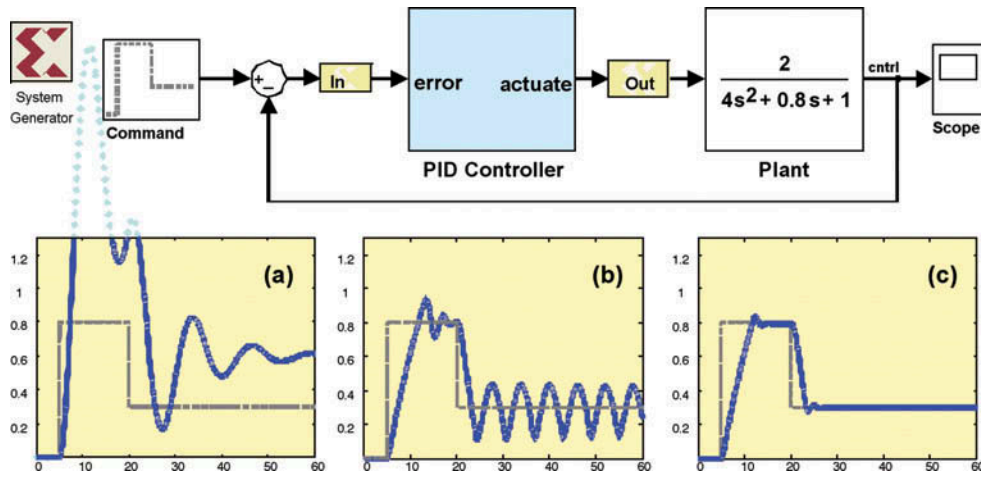 System
Generator
Command
+
−
In
error
actuate
PID Controller
Out
2
4s2+ 0.8s+ 1
Plant
cntrl
Scope
(a)
1.2
1
0.8
0.6
0.4
0.2
0 10 20 30 40 50 60
(b)
1.2
1
0.8
0.6
0.4
0.2
0 10 20 30 40 50 60
(c)
1.2
1
0.8
0.6
0.4
0.2
0 10 20 30 40 50 60